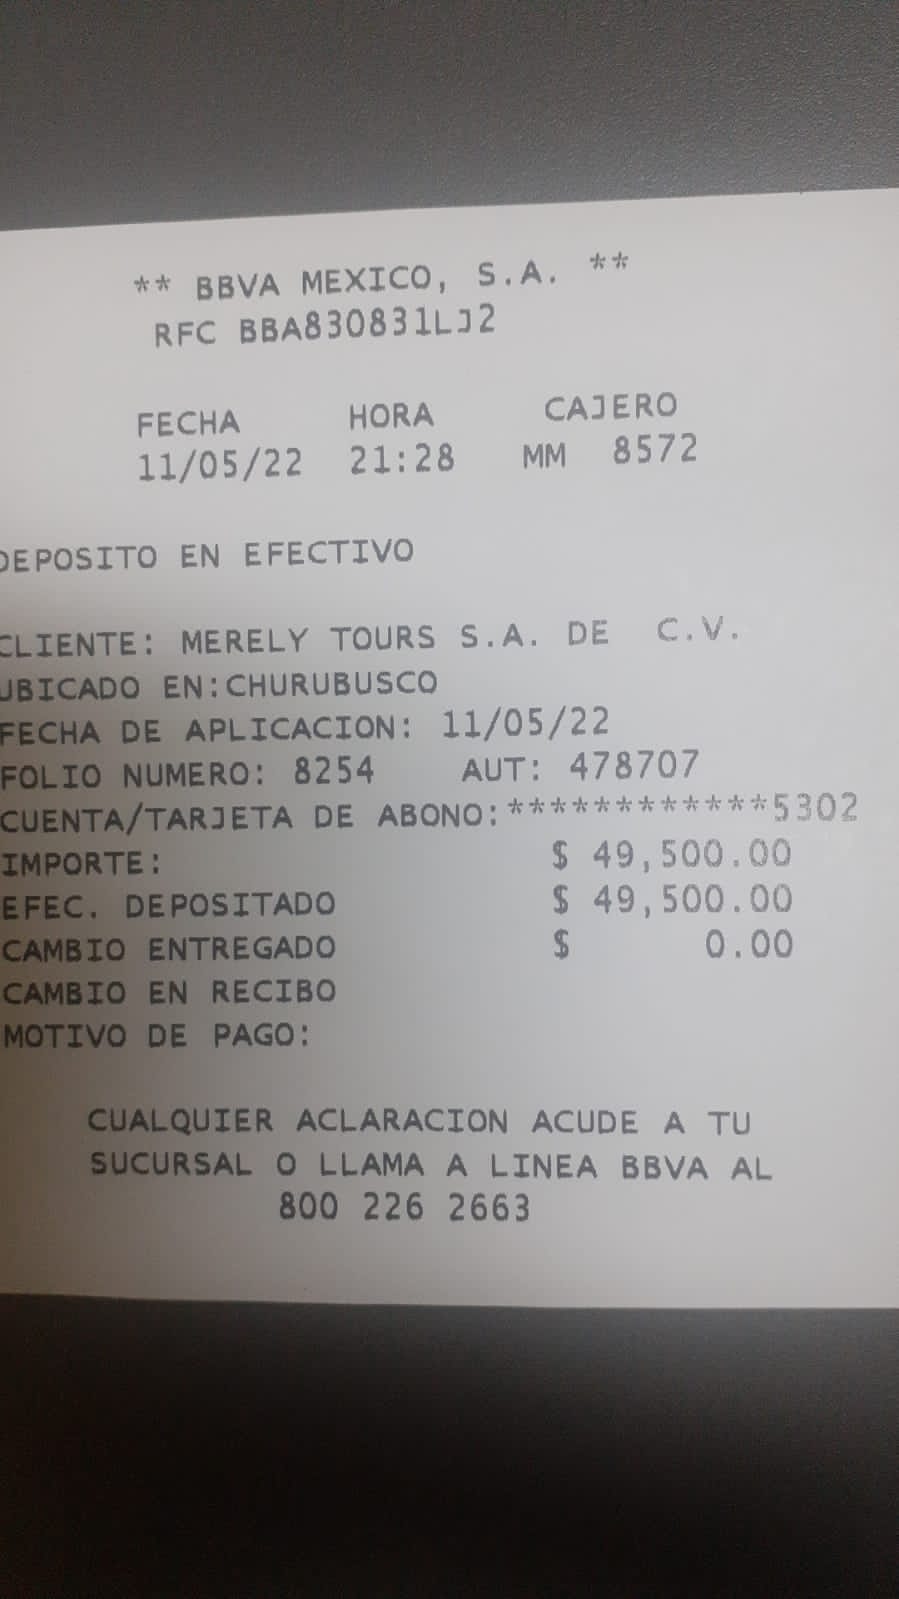 ** BBVA MEXICO, S.A. **
RFC BBA830831LJ2
FECHA HORA CAJERO
11/05/22 21:28 MM 8572
DEPOSITO EN EFECTIVO
CLIENTE: MERELY TOURS S.A. DE C.V.
UBICADO EN:CHURUBUSCO
FECHA DE APLICACION: 11/05/22
FOLIO NUMERO: 8254 AUT: 478707
CUENTA/TARJETA DE ABONO:************5302
IMPORTE: $ 49,500.00
EFEC. DEPOSITADO $ 49,500.00
CAMBIO ENTREGADO $ 0.00
CAMBIO EN RECIBO
MOTIVO DE PAGO:
CUALQUIER ACLARACION ACUDE A TU
SUCURSAL O LLAMA A LINEA BBVA AL
800 226 2663